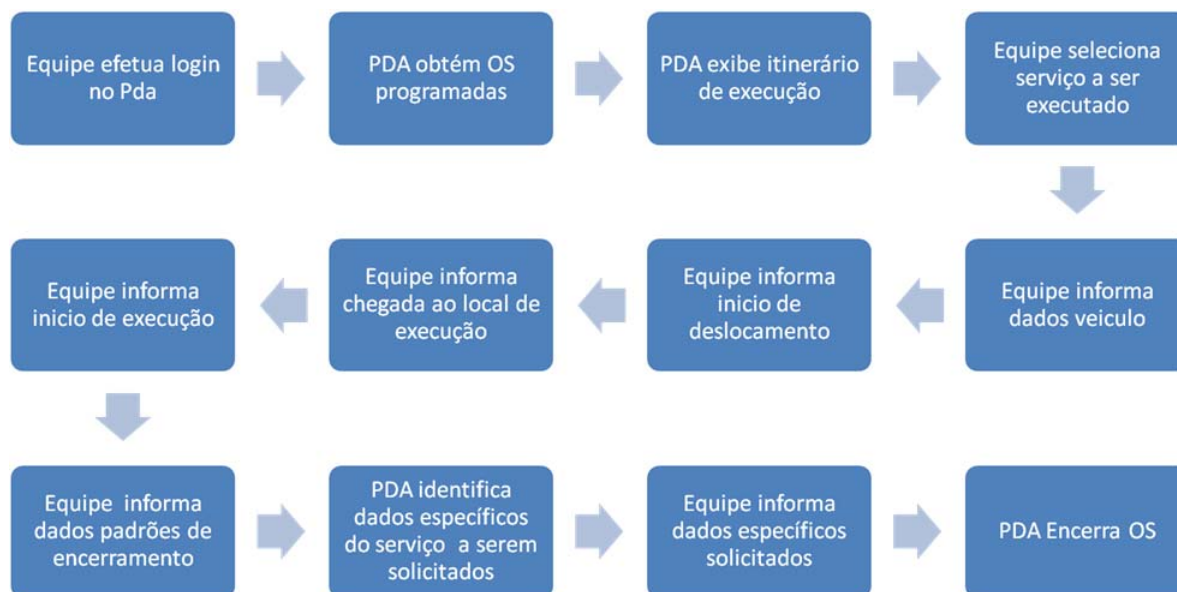 Equipe efetua login
no Pda
PDA obtém OS
programadas
PDA exibe itinerário
de execução
Equipe seleciona
serviço a ser
executado
Equipe informa
dados veiculo
Equipe informa
inicio de
deslocamento
Equipe informa
chegada ao local de
execução
Equipe informa
inicio de execução
Equipe  informa
dados padrões de
encerramento
PDA identifica
dados específicos
do serviço  a serem
solicitados
Equipe informa
dados específicos
solicitados
PDA Encerra OS